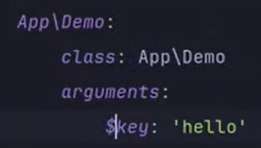 App\Demo:
    class: App\Demo
    arguments:
        $key: 'hello'